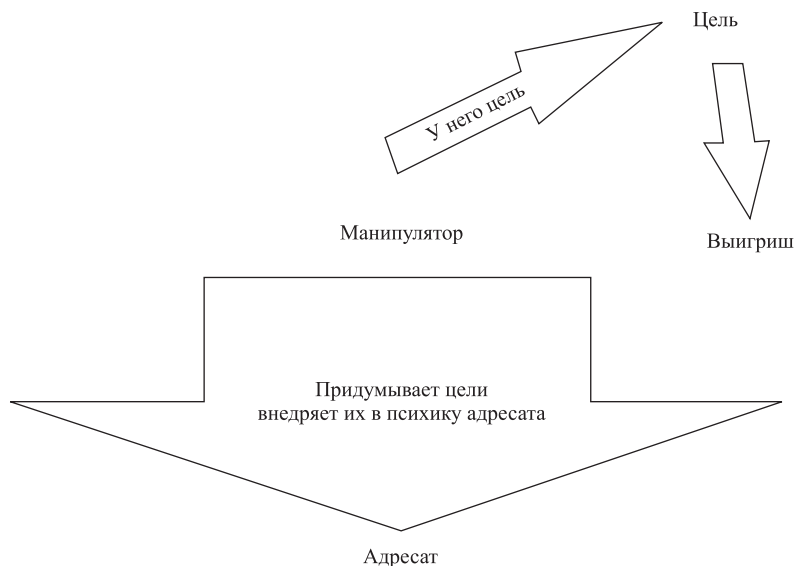 Цель
У него цель
Манипулятор
Выигриш
Придумывает цели
внедряет их в психику адресата
Адресат